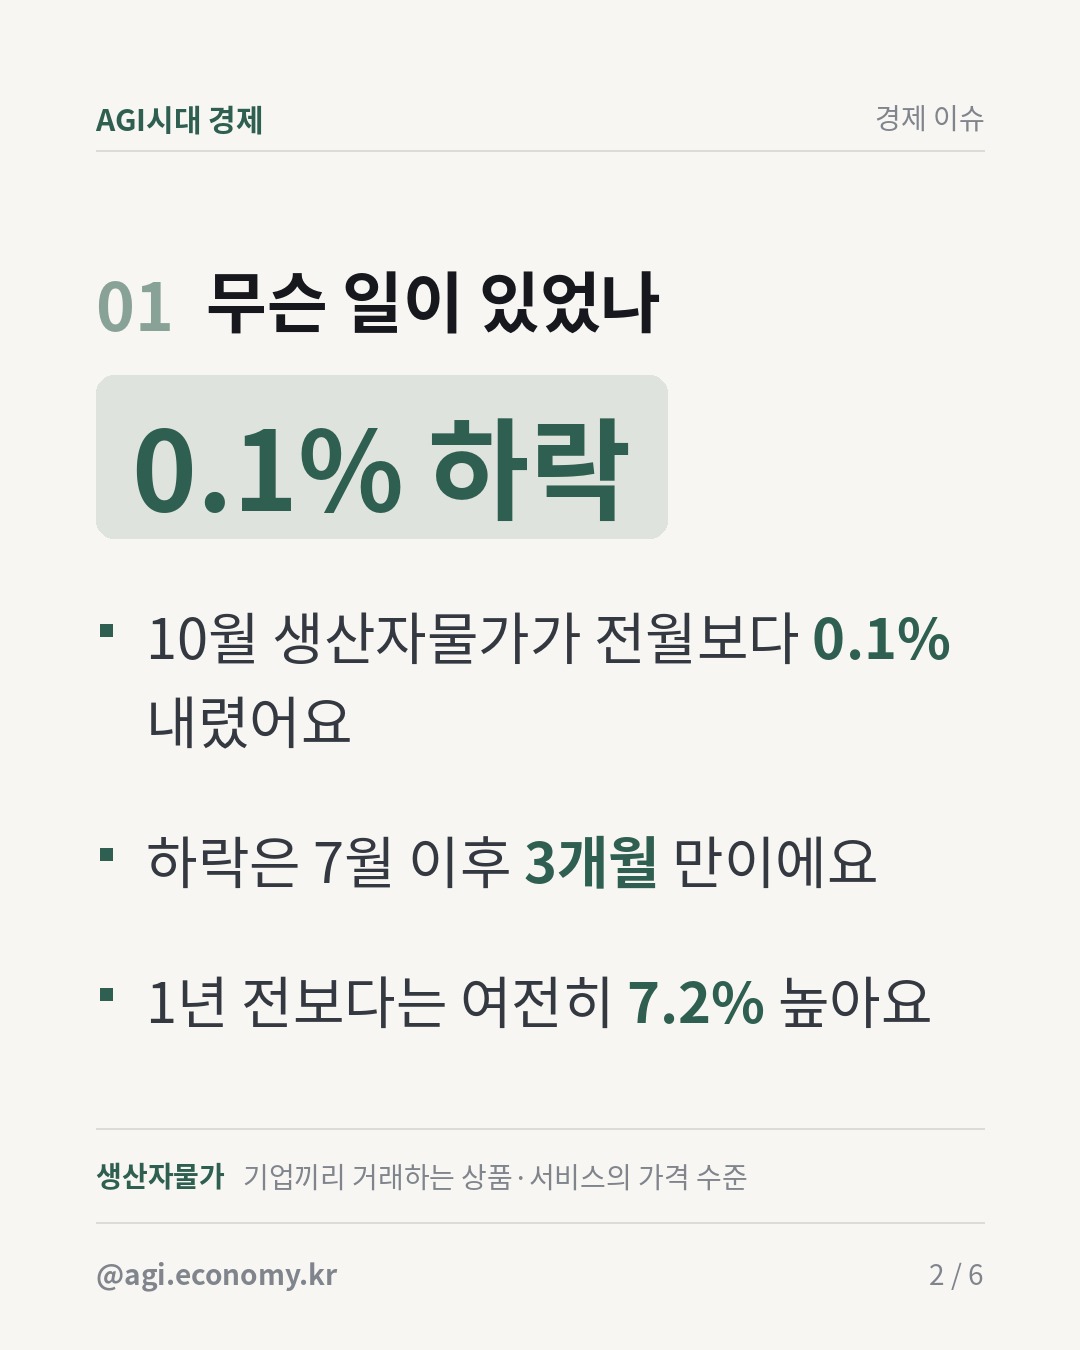 AGI시대 경제
경제 이슈
01 무슨 일이 있었나
0.1% 하락
▪ 10월 생산자물가가 전월보다 0.1%
내렸어요
▪ 하락은 7월 이후 3개월 만이에요
▪ 1년 전보다는 여전히 7.2% 높아요
생산자물가 기업끼리 거래하는 상품·서비스의 가격 수준
@agi.economy.kr
2 / 6